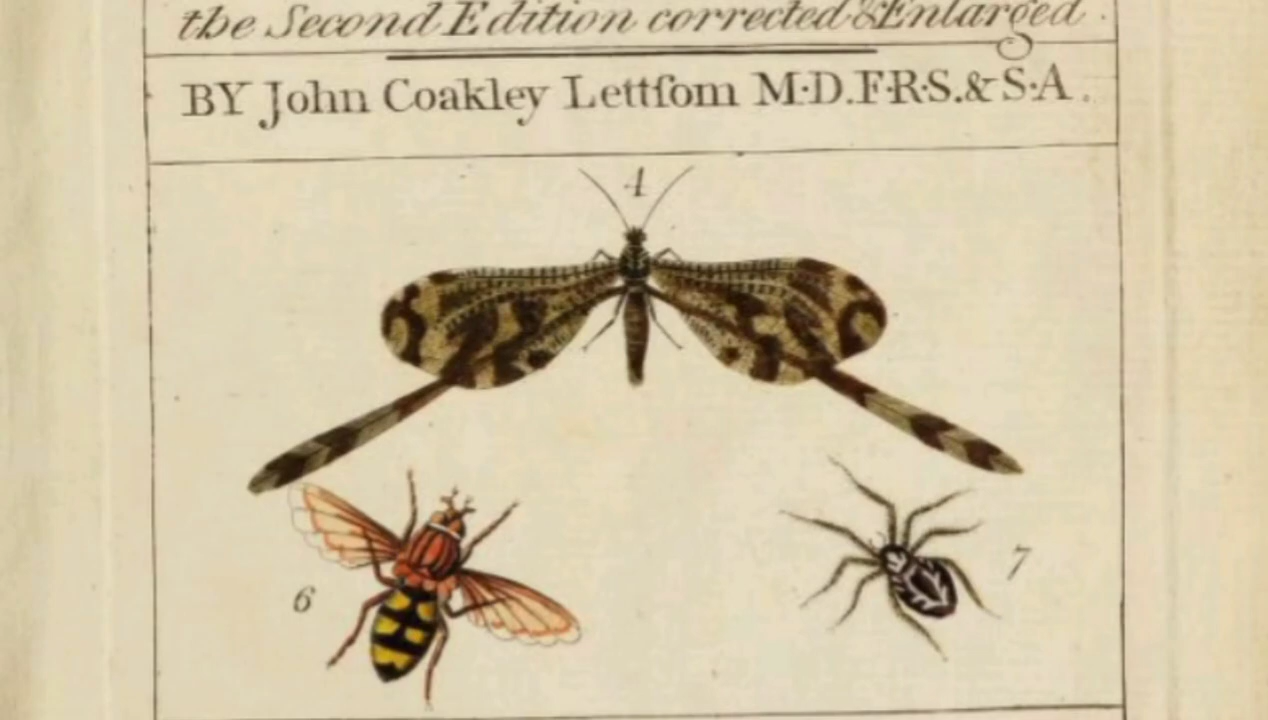 the Second Edition corrected & Enlarged.
BY John Coakley Lettſom M·D.F·R·S.& S·A.
4
6
7